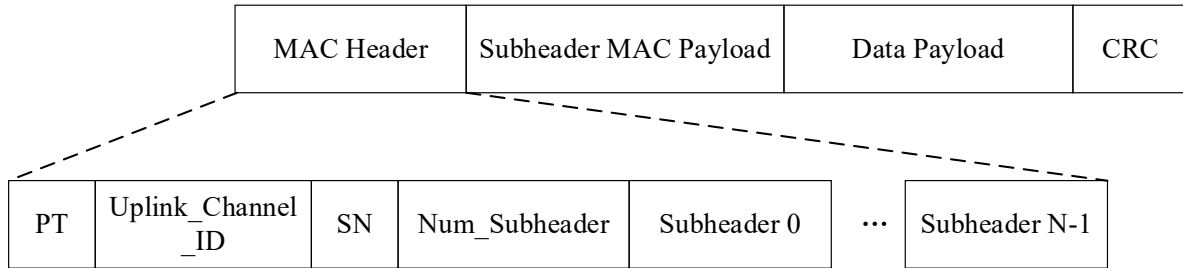 MAC Header
Subheader MAC Payload
Data Payload
CRC
PT
Uplink_Channel
_ID
SN
Num_Subheader
Subheader 0
...
Subheader N-1